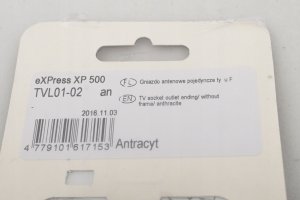 eXPress XP 500
TVL01-02 an
PL Gniazdo antenowe pojedyncze ty F
EN TV socket outlet ending/ without
frame/ anthracite
2016.11.03
4 779101 617153
Antracyt